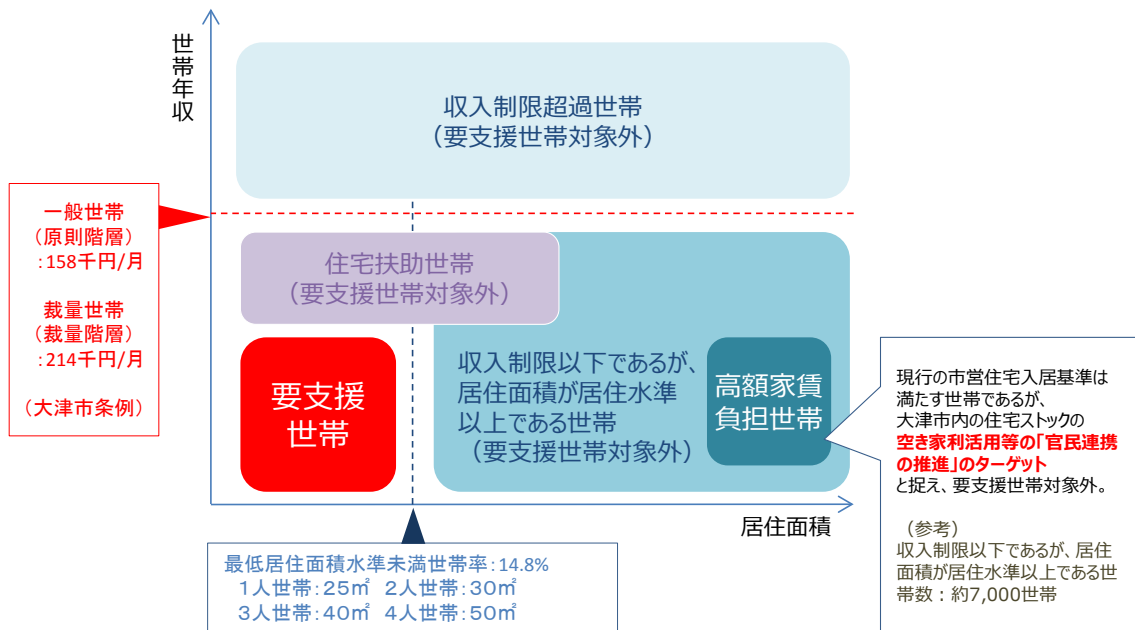 世帯年収
収入制限超過世帯
（要支援世帯対象外）
一般世帯
（原則階層）
：158千円/月
裁量世帯
（裁量階層）
：214千円/月
（大津市条例）
住宅扶助世帯
（要支援世帯対象外）
要支援
世帯
収入制限以下であるが、
居住面積が居住水準
以上である世帯
（要支援世帯対象外）
高額家賃
負担世帯
現行の市営住宅入居基準は
満たす世帯であるが、
大津市内の住宅ストックの
空き家利活用等の「官民連携
の推進」のターゲット
と捉え、要支援世帯対象外。
（参考）
収入制限以下であるが、居住
面積が居住水準以上である世
帯数：約7,000世帯
居住面積
最低居住面積水準未満世帯率：14.8%
1人世帯：25㎡ 2人世帯：30㎡
3人世帯：40㎡ 4人世帯：50㎡